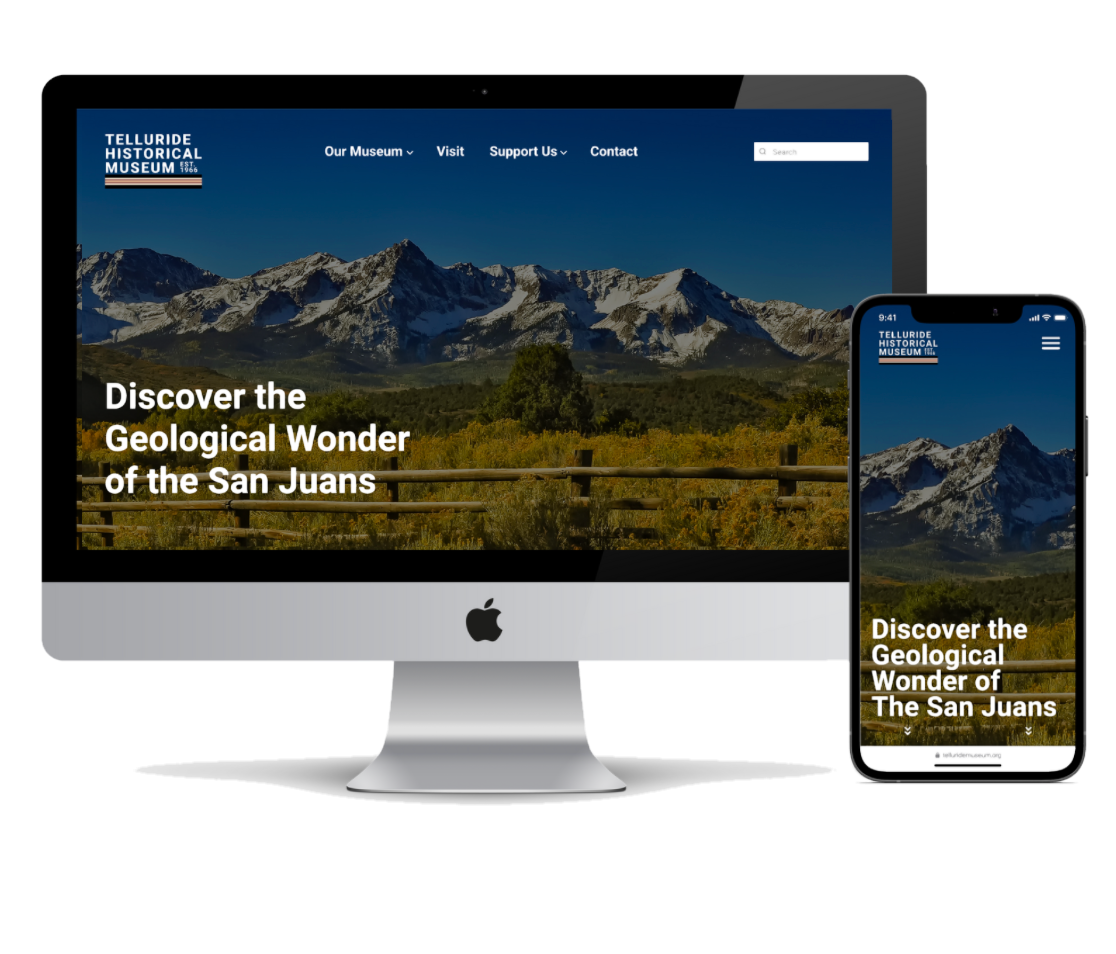 TELLURIDE
HISTORICAL
MUSEUM EST. 1966
Our Museum Visit Support Us Contact
Search
Discover the
Geological Wonder
of the San Juans
9:41
TELLURIDE
HISTORICAL
MUSEUM EST. 1966
Discover the
Geological
Wonder of
The San Juans
telluridemuseum.org